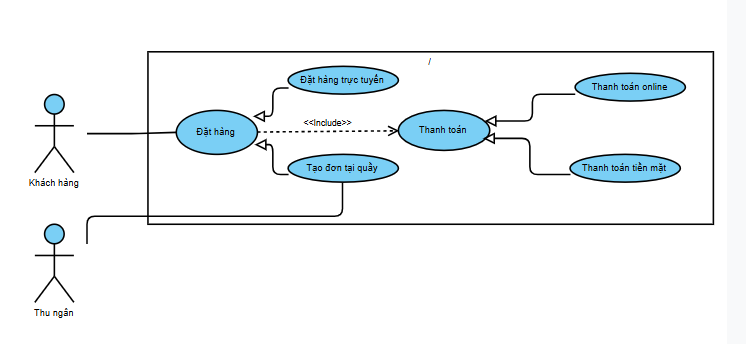 /
Đặt hàng trực tuyến
Thanh toán online
<<Include>>
Đặt hàng
Thanh toán
Tạo đơn tại quầy
Thanh toán tiền mặt
Khách hàng
Thu ngân